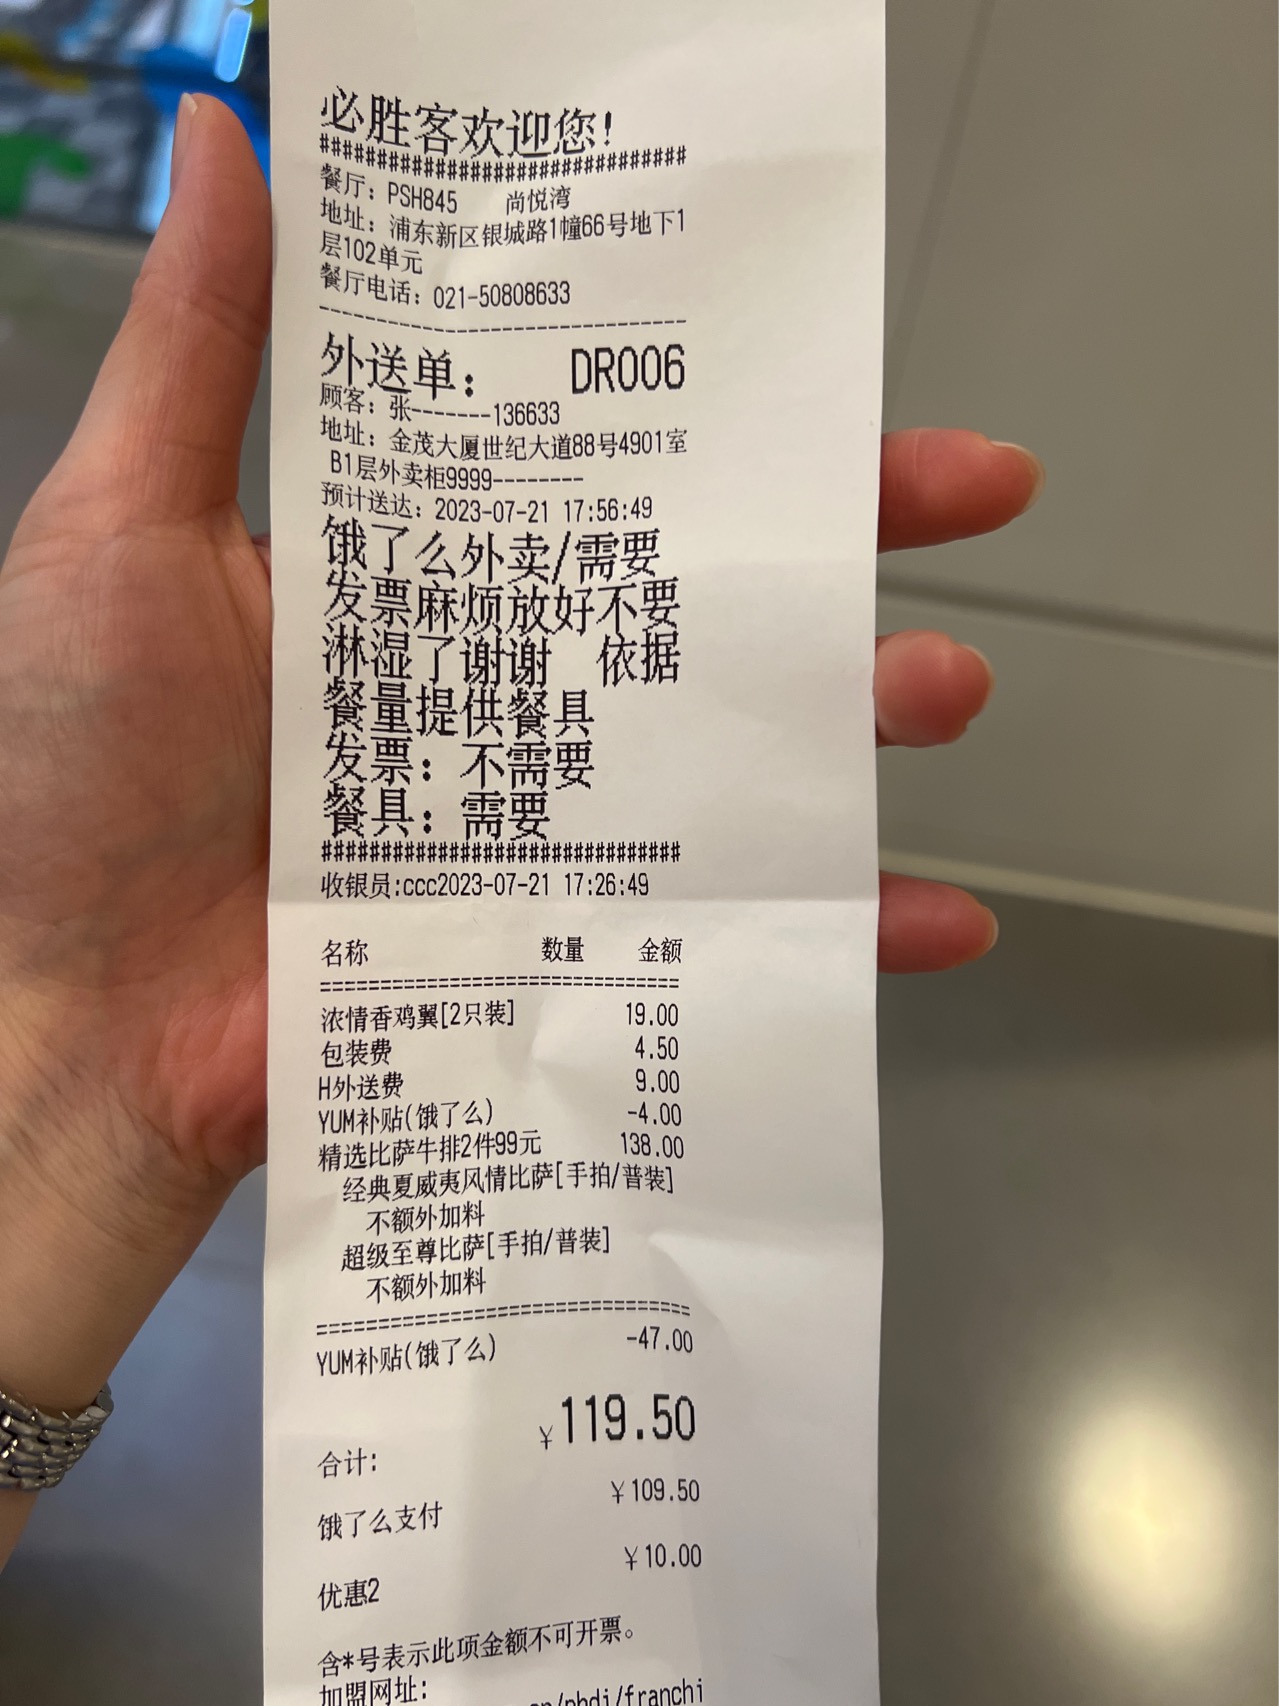 必胜客欢迎您!
###############################
餐厅: PSH845 尚悦湾
地址: 浦东新区银城路1幢66号地下1
层102单元
餐厅电话: 021-50808633
--------------------------------
外送单: DR006
顾客: 张-------136633
地址: 金茂大厦世纪大道88号4901室
B1层外卖柜9999--------
预计送达: 2023-07-21 17:56:49
饿了么外卖/需要
发票麻烦放好不要
淋湿了谢谢 依据
餐量提供餐具
发票: 不需要
餐具: 需要
###############################
收银员:ccc2023-07-21 17:26:49
名称 数量 金额
================================
浓情香鸡翼[2只装] 19.00
包装费 4.50
H外送费 9.00
YUM补贴(饿了么) -4.00
精选比萨牛排2件99元 138.00
经典夏威夷风情比萨[手拍/普装]
不额外加料
超级至尊比萨[手拍/普装]
不额外加料
================================
YUM补贴(饿了么) -47.00
合计: ¥119.50
饿了么支付 ¥109.50
优惠2 ¥10.00
含*号表示此项金额不可开票。
加盟网址:
/phdi/franchi